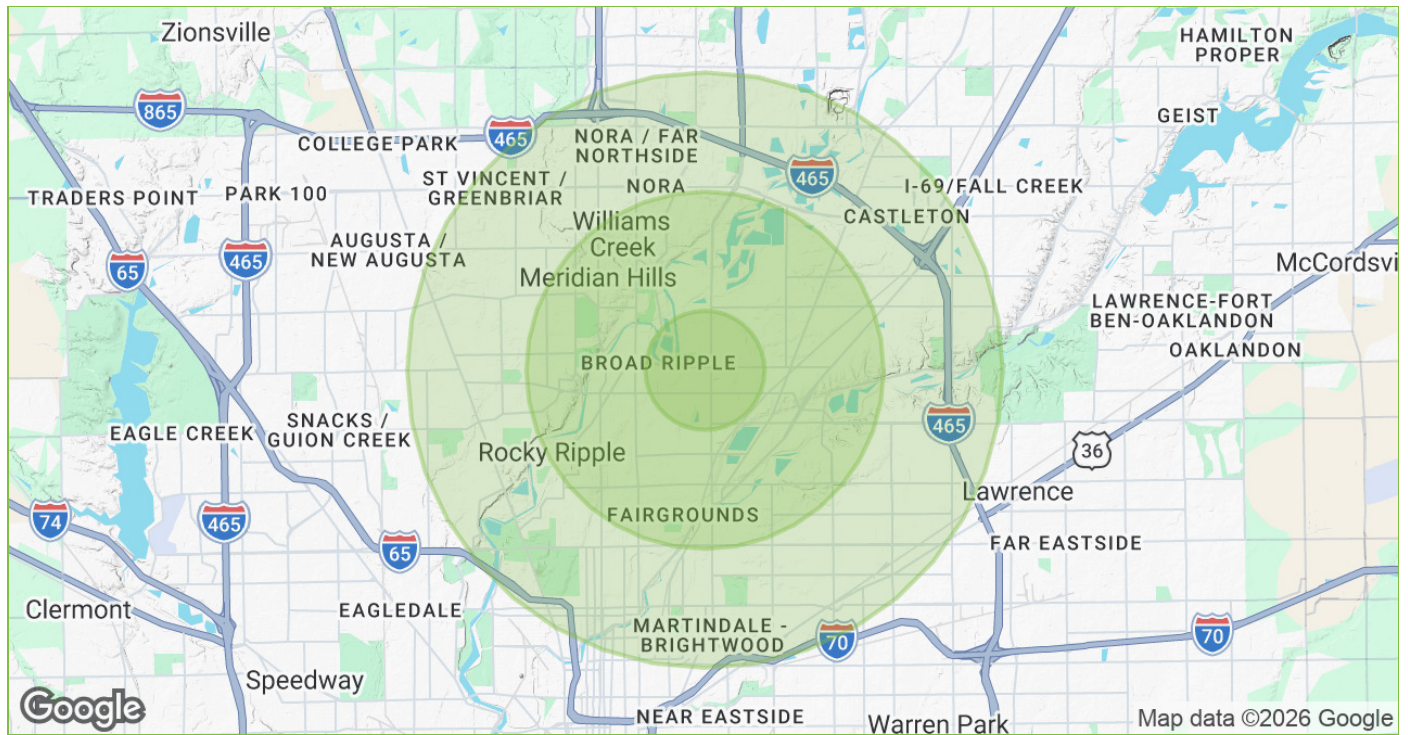 Zionsville
HAMILTON
PROPER
865
465
COLLEGE PARK
NORA / FAR
NORTHSIDE
GEIST
TRADERS POINT
PARK 100
ST VINCENT /
GREENBRIAR
NORA
465
I-69/FALL CREEK
Williams
Creek
CASTLETON
AUGUSTA /
NEW AUGUSTA
65
465
Meridian Hills
McCordsvi
LAWRENCE-FORT
BEN-OAKLANDON
OAKLANDON
BROAD RIPPLE
SNACKS /
GUION CREEK
EAGLE CREEK
465
36
Rocky Ripple
Lawrence
74
465
FAIRGROUNDS
65
FAR EASTSIDE
Clermont
EAGLEDALE
MARTINDALE -
BRIGHTWOOD
70
70
Speedway
Google
NEAR EASTSIDE
Warren Park
Map data ©2026 Google